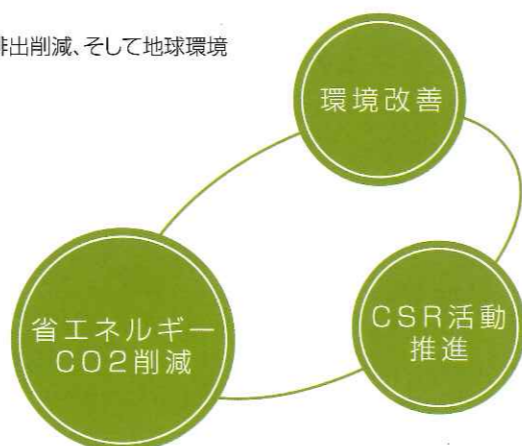 排出削減、そして地球環境
環境改善
省エネルギー
CO2削減
CSR活動
推進